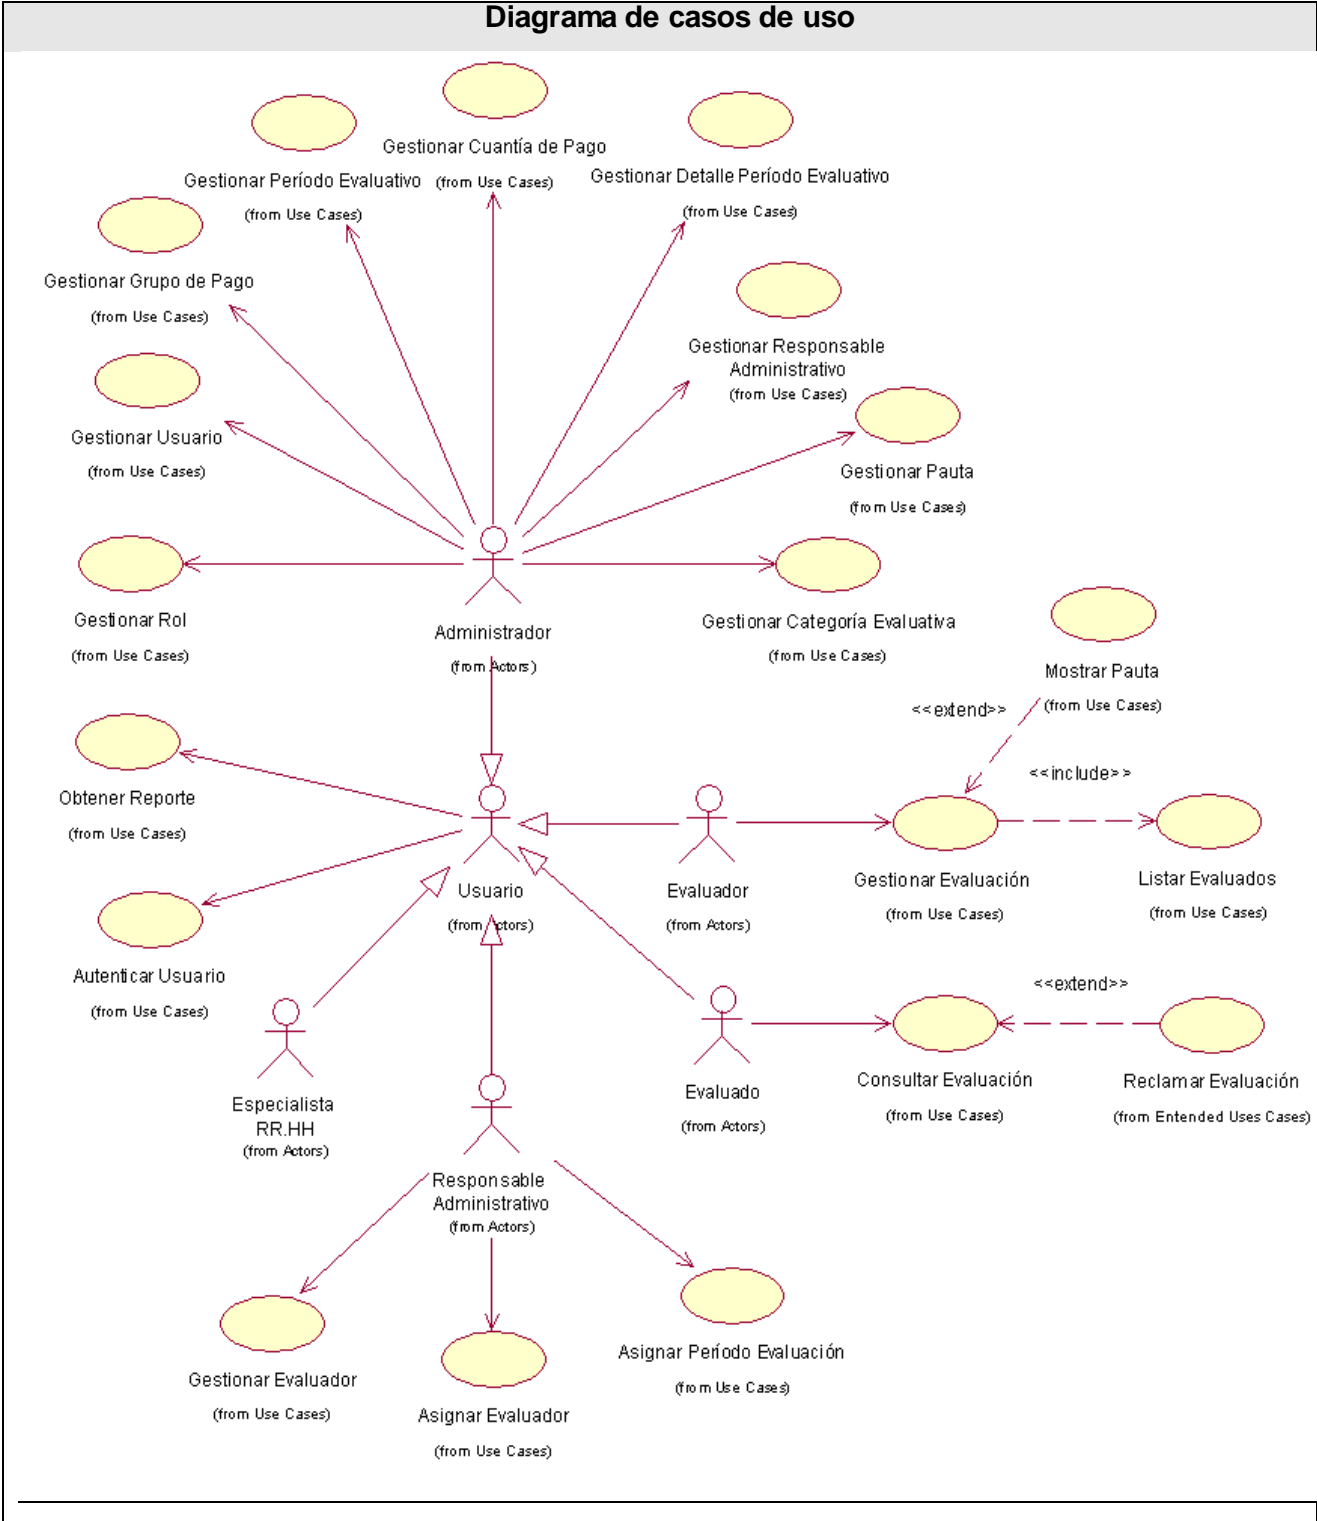 Diagrama de casos de uso
Gestionar Cuantía de Pago
(from Use Cases)
Gestionar Período Evaluativo
(from Use Cases)
Gestionar Detalle Período Evaluativo
(from Use Cases)
Gestionar Grupo de Pago
(from Use Cases)
Gestionar Responsable
Administrativo
(from Use Cases)
Gestionar Usuario
(from Use Cases)
Gestionar Pauta
(from Use Cases)
Gestionar Rol
(from Use Cases)
Administrador
(from Actors)
Gestionar Categoría Evaluativa
(from Use Cases)
Mostrar Pauta
(from Use Cases)
<<extend>>
<<include>>
Obtener Reporte
(from Use Cases)
Usuario
(from Actors)
Evaluador
(from Actors)
Gestionar Evaluación
(from Use Cases)
Listar Evaluados
(from Use Cases)
Autenticar Usuario
(from Use Cases)
<<extend>>
Especialista
RR.HH
(from Actors)
Evaluado
(from Actors)
Consultar Evaluación
(from Use Cases)
Reclamar Evaluación
(from Entended Uses Cases)
Responsable
Administrativo
(from Actors)
Gestionar Evaluador
(from Use Cases)
Asignar Evaluador
(from Use Cases)
Asignar Período Evaluación
(from Use Cases)